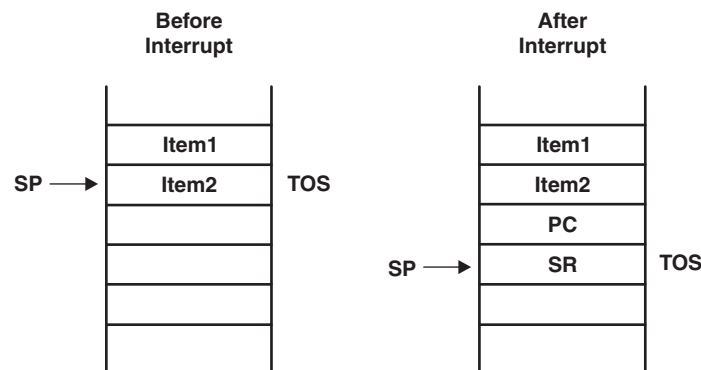 Before
Interrupt
After
Interrupt
Item1
SP
Item2
TOS
Item1
Item2
PC
SP
SR
TOS